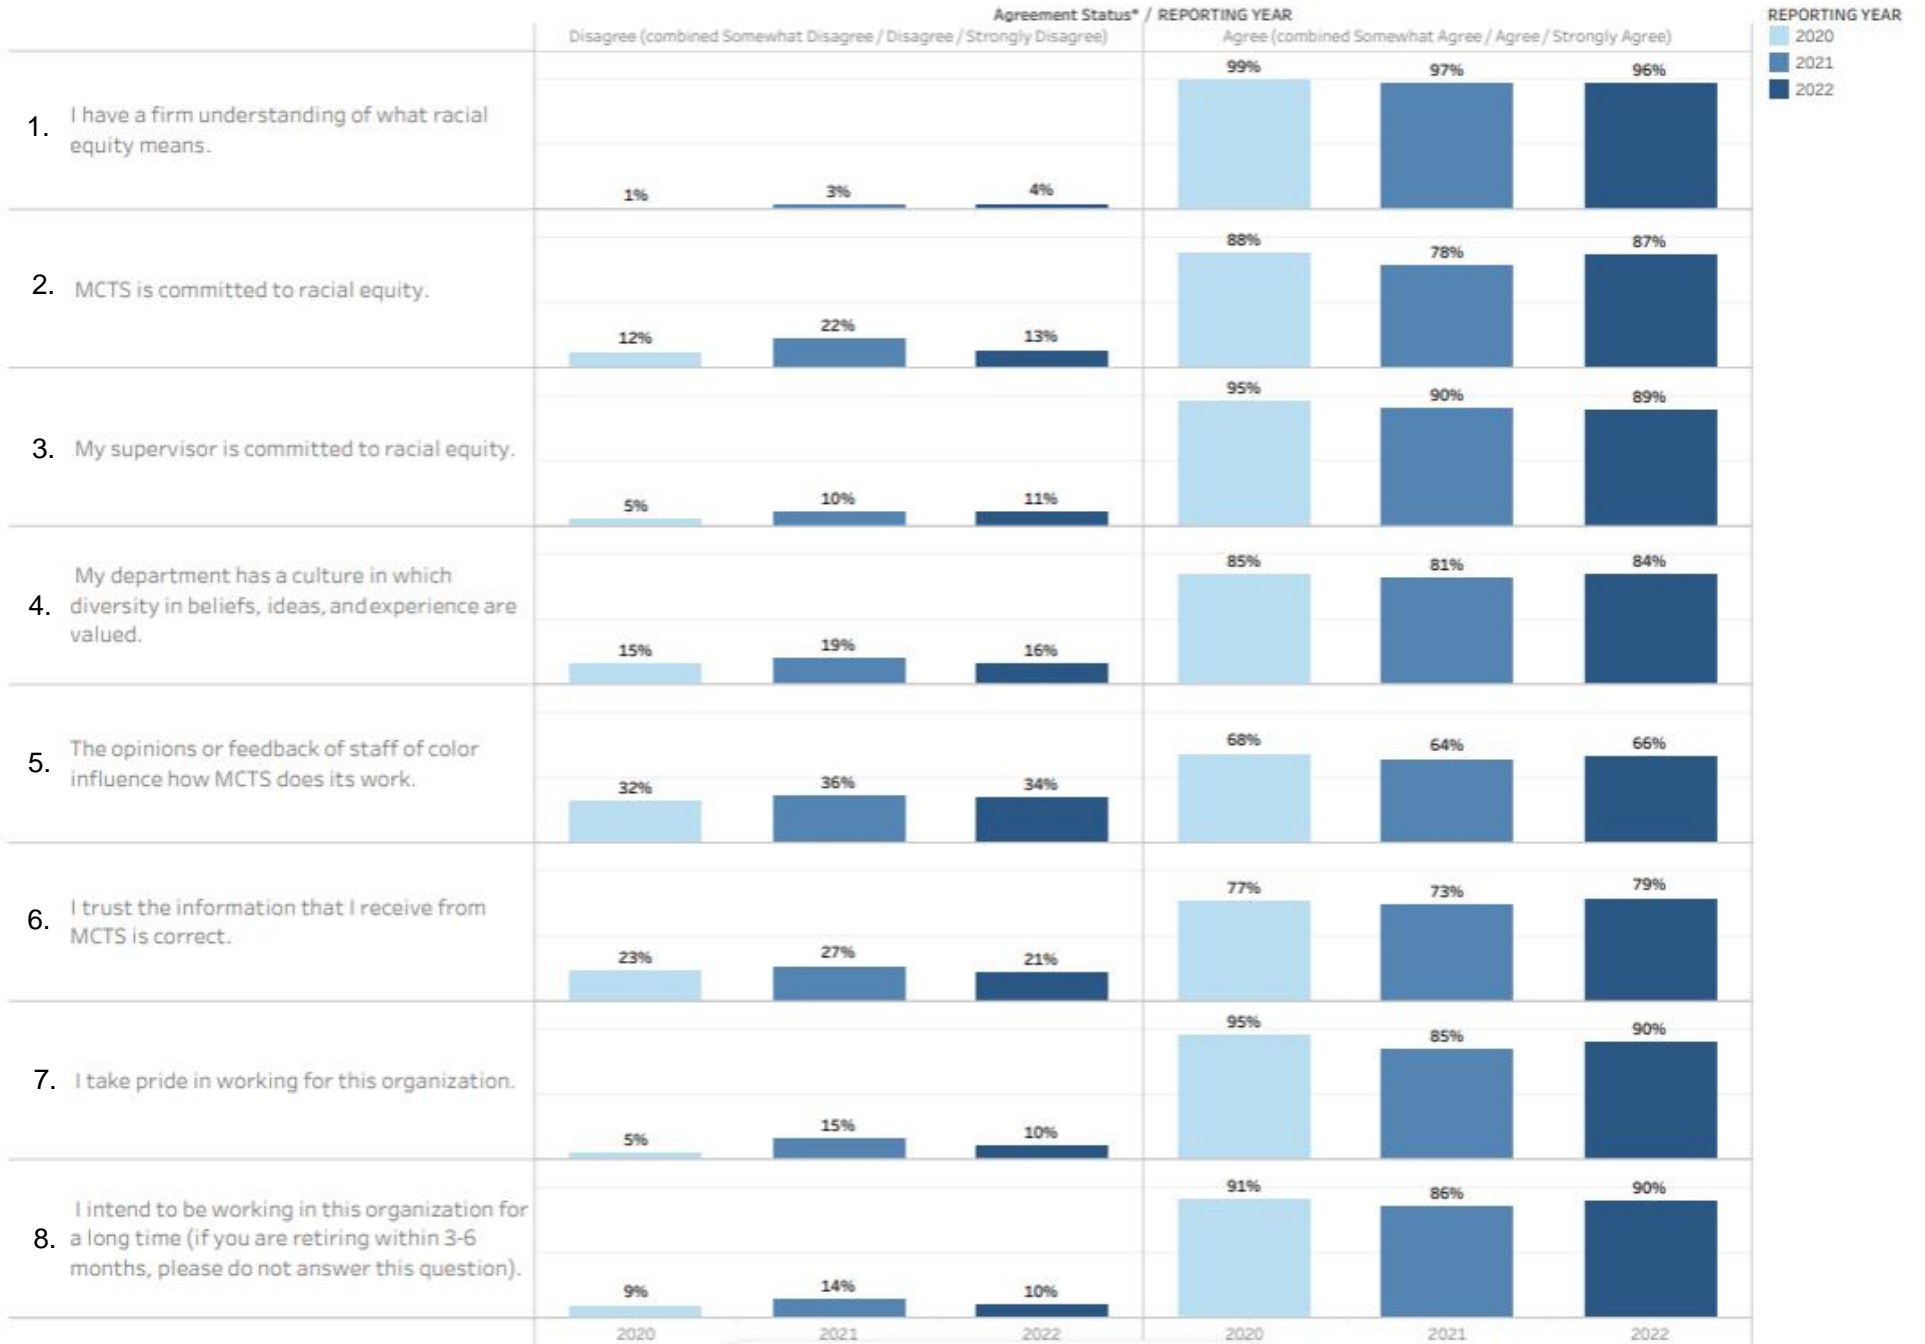 Agreement Status* / REPORTING YEAR
Disagree (combined Somewhat Disagree / Disagree / Strongly Disagree)
Agree (combined Somewhat Agree / Agree / Strongly Agree)
REPORTING YEAR
2020
2021
2022
1. I have a firm understanding of what racial
equity means.
1% 3% 4% 99% 97% 96%
2. MCTS is committed to racial equity.
12% 22% 13% 88% 78% 87%
3. My supervisor is committed to racial equity.
5% 10% 11% 95% 90% 89%
4. My department has a culture in which
diversity in beliefs, ideas, and experience are
valued.
15% 19% 16% 85% 81% 84%
5. The opinions or feedback of staff of color
influence how MCTS does its work.
32% 36% 34% 68% 64% 66%
6. I trust the information that I receive from
MCTS is correct.
23% 27% 21% 77% 73% 79%
7. I take pride in working for this organization.
5% 15% 10% 95% 85% 90%
8. I intend to be working in this organization for
a long time (if you are retiring within 3-6
months, please do not answer this question).
9% 14% 10% 91% 86% 90%
2020 2021 2022 2020 2021 2022